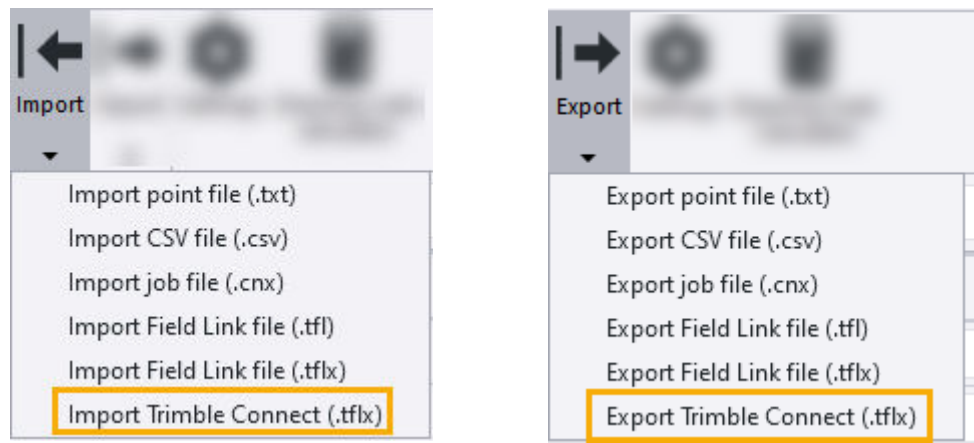 Import
Import point file (.txt)
Import CSV file (.csv)
Import job file (.cnx)
Import Field Link file (.tfl)
Import Field Link file (.tflx)
Import Trimble Connect (.tflx)
Export
Export point file (.txt)
Export CSV file (.csv)
Export job file (.cnx)
Export Field Link file (.tfl)
Export Field Link file (.tflx)
Export Trimble Connect (.tflx)